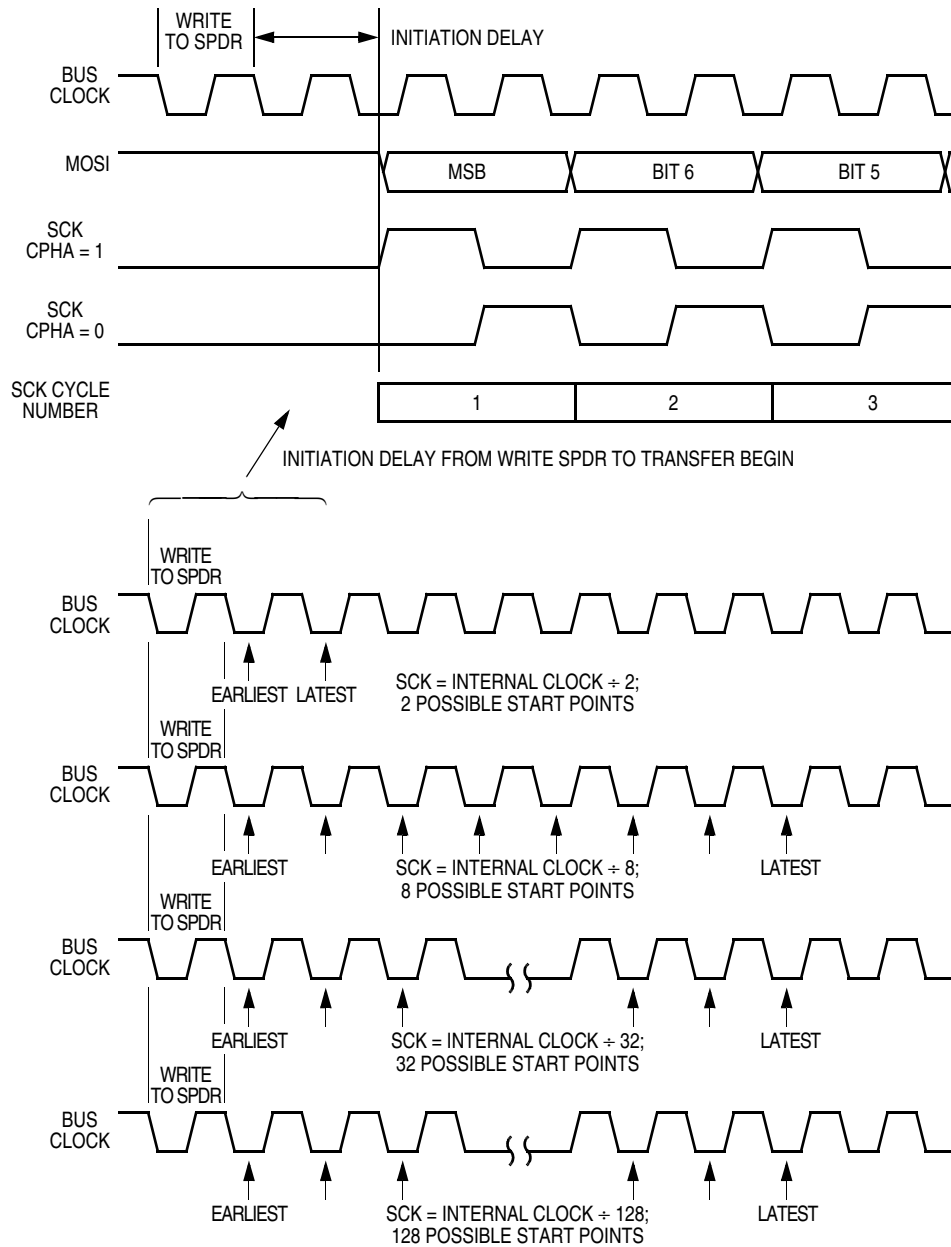 WRITE
TO SPDR
INITIATION DELAY
BUS
CLOCK
MOSI
MSB
BIT 6
BIT 5
SCK
CPHA = 1
SCK
CPHA = 0
SCK CYCLE
NUMBER
1
2
3
INITIATION DELAY FROM WRITE SPDR TO TRANSFER BEGIN
WRITE
TO SPDR
BUS
CLOCK
EARLIEST
LATEST
SCK = INTERNAL CLOCK ÷ 2;
2 POSSIBLE START POINTS
WRITE
TO SPDR
BUS
CLOCK
EARLIEST
SCK = INTERNAL CLOCK ÷ 8;
8 POSSIBLE START POINTS
LATEST
WRITE
TO SPDR
BUS
CLOCK
EARLIEST
SCK = INTERNAL CLOCK ÷ 32;
32 POSSIBLE START POINTS
LATEST
WRITE
TO SPDR
BUS
CLOCK
EARLIEST
SCK = INTERNAL CLOCK ÷ 128;
128 POSSIBLE START POINTS
LATEST